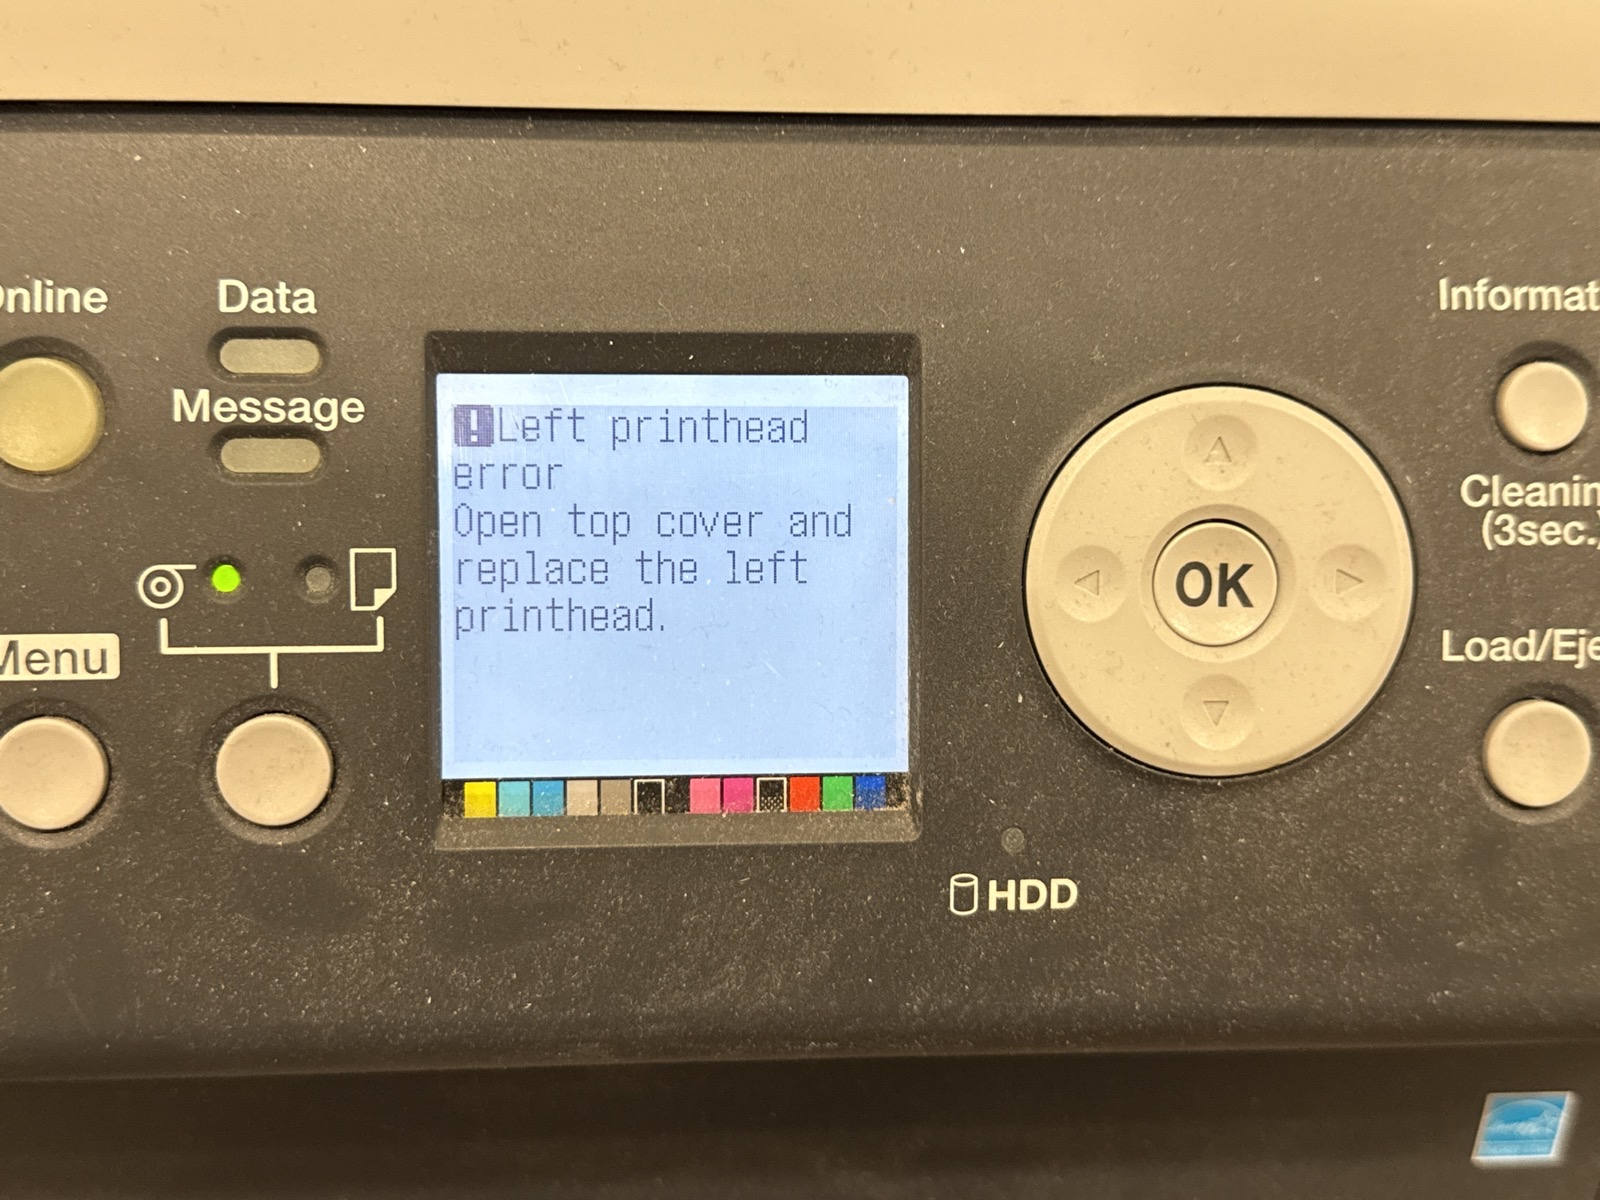 Online
Data
Message
Menu
!Left printhead
error
Open top cover and
replace the left
printhead.
OK
HDD
Informat
Cleanin
(3sec.)
Load/Eje